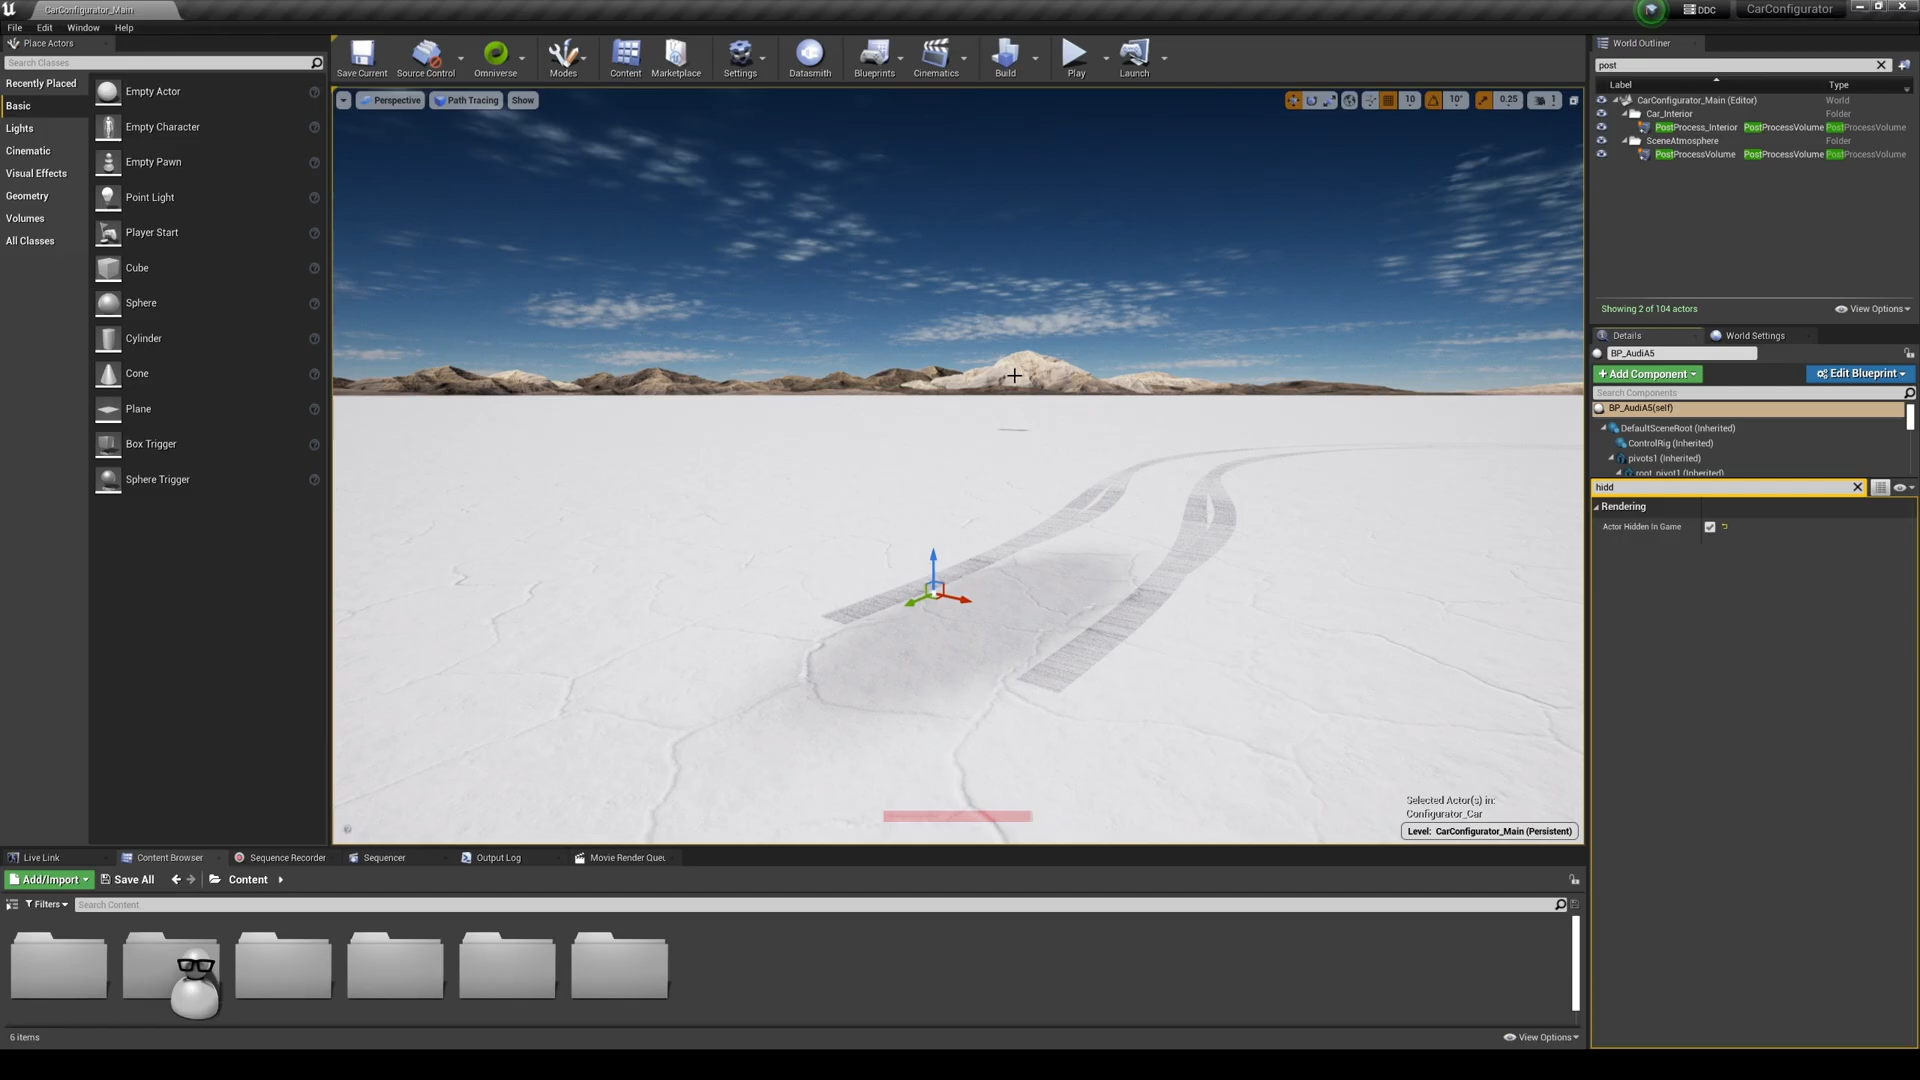 CarConfigurator_Main
DDC
CarConfigurator
File Edit Window Help
Place Actors
Search Classes
Recently Placed
Basic
Lights
Cinematic
Visual Effects
Geometry
Volumes
All Classes
Empty Actor
Empty Character
Empty Pawn
Point Light
Player Start
Cube
Sphere
Cylinder
Cone
Plane
Box Trigger
Sphere Trigger
Save Current Source Control Omniverse Modes Content Marketplace Settings Datasmith Blueprints Cinematics Build Play Launch
Perspective Path Tracing Show
10 10° 0.25 1
Selected Actor(s) in:
Configurator_Car
Level: CarConfigurator_Main (Persistent)
World Outliner
post
Label Type
CarConfigurator_Main (Editor) World
Car_Interior Folder
PostProcess_Interior PostProcessVolume PostProcessVolume
SceneAtmosphere Folder
PostProcessVolume PostProcessVolume PostProcessVolume
Showing 2 of 104 actors View Options
Details World Settings
BP_AudiA5
+ Add Component Edit Blueprint
Search Components
BP_AudiA5(self)
DefaultSceneRoot (Inherited)
ControlRig (Inherited)
pivots1 (Inherited)
root_pivot1 (Inherited)
hidd
Rendering
Actor Hidden In Game
Live Link Content Browser Sequence Recorder Sequencer Output Log Movie Render Queu
Add/Import Save All Content
Filters Search Content
6 items View Options